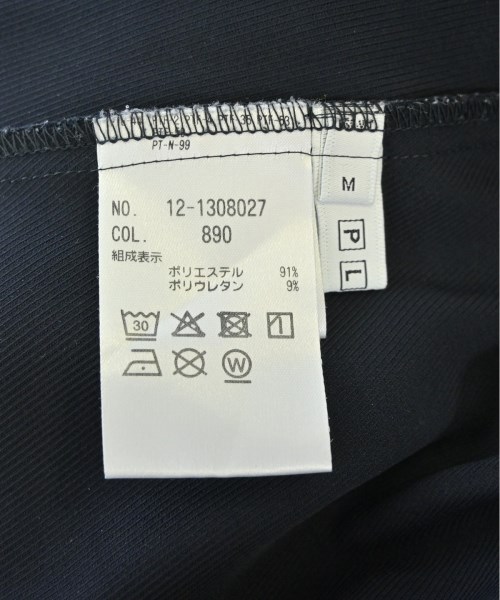 PT-N-99
NO. 12-1308027
COL. 890
組成表示
ポリエステル 91%
ポリウレタン 9%
30
W
M
P
L